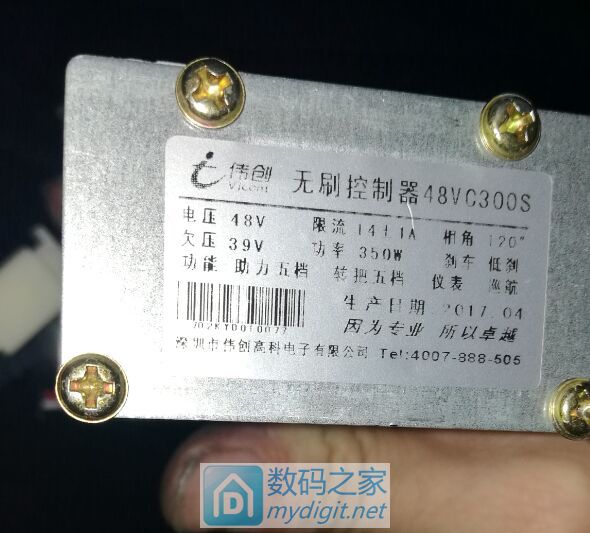 伟创
Vicent
无刷控制器48VC300S
电压 48V 限流 14±1A 相角 120°
欠压 39V 功率 350W 刹车 低刹
功能 助力五档 转把五档 仪表 巡航
生产日期 2017.04
702KYD010077
因为专业 所以卓越
深圳市伟创高科电子有限公司 Tel:4007-888-505
数码之家
mydigit.net